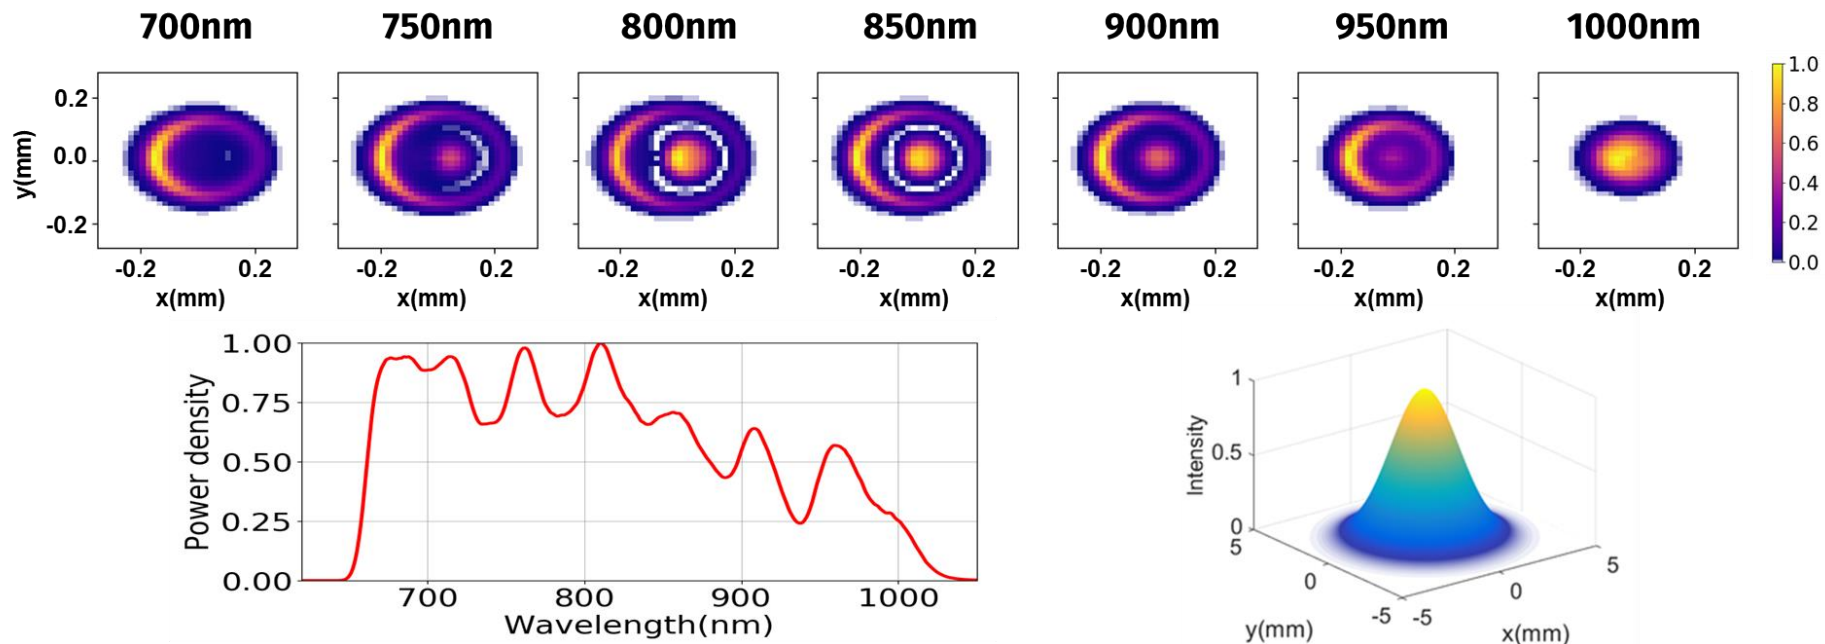 700nm 750nm 800nm 850nm 900nm 950nm 1000nm
1.0
0.8
0.6
0.4
0.2
0.0
y(mm)
0.2
0.0
-0.2
-0.2 0.2 -0.2 0.2 -0.2 0.2 -0.2 0.2 -0.2 0.2 -0.2 0.2 -0.2 0.2
x(mm) x(mm) x(mm) x(mm) x(mm) x(mm) x(mm)
Power density
1.00
0.75
0.50
0.25
0.00
700 800 900 1000
Wavelength(nm)
Intensity
1
0.5
0
5
0
-5
y(mm)
-5
0
5
x(mm)